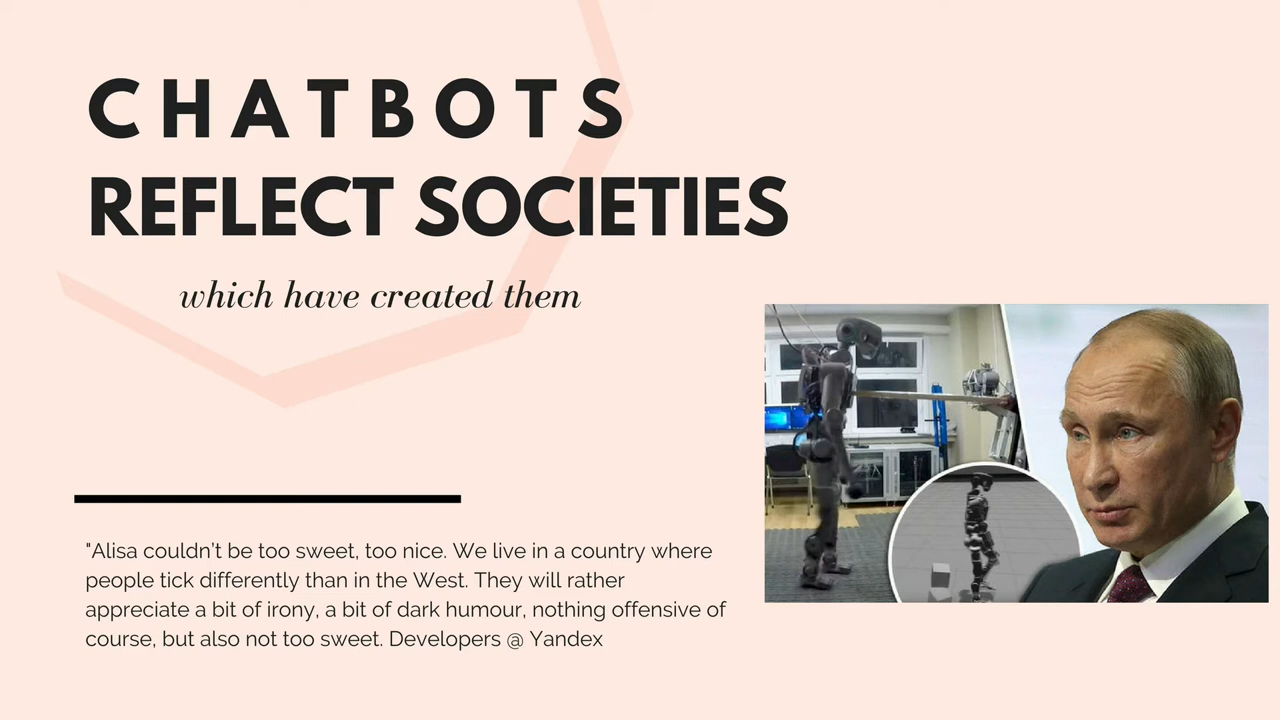 CHATBOTS
REFLECT SOCIETIES
which have created them
"Alisa couldn't be too sweet, too nice. We live in a country where
people tick differently than in the West. They will rather
appreciate a bit of irony, a bit of dark humour, nothing offensive of
course, but also not too sweet. Developers @ Yandex